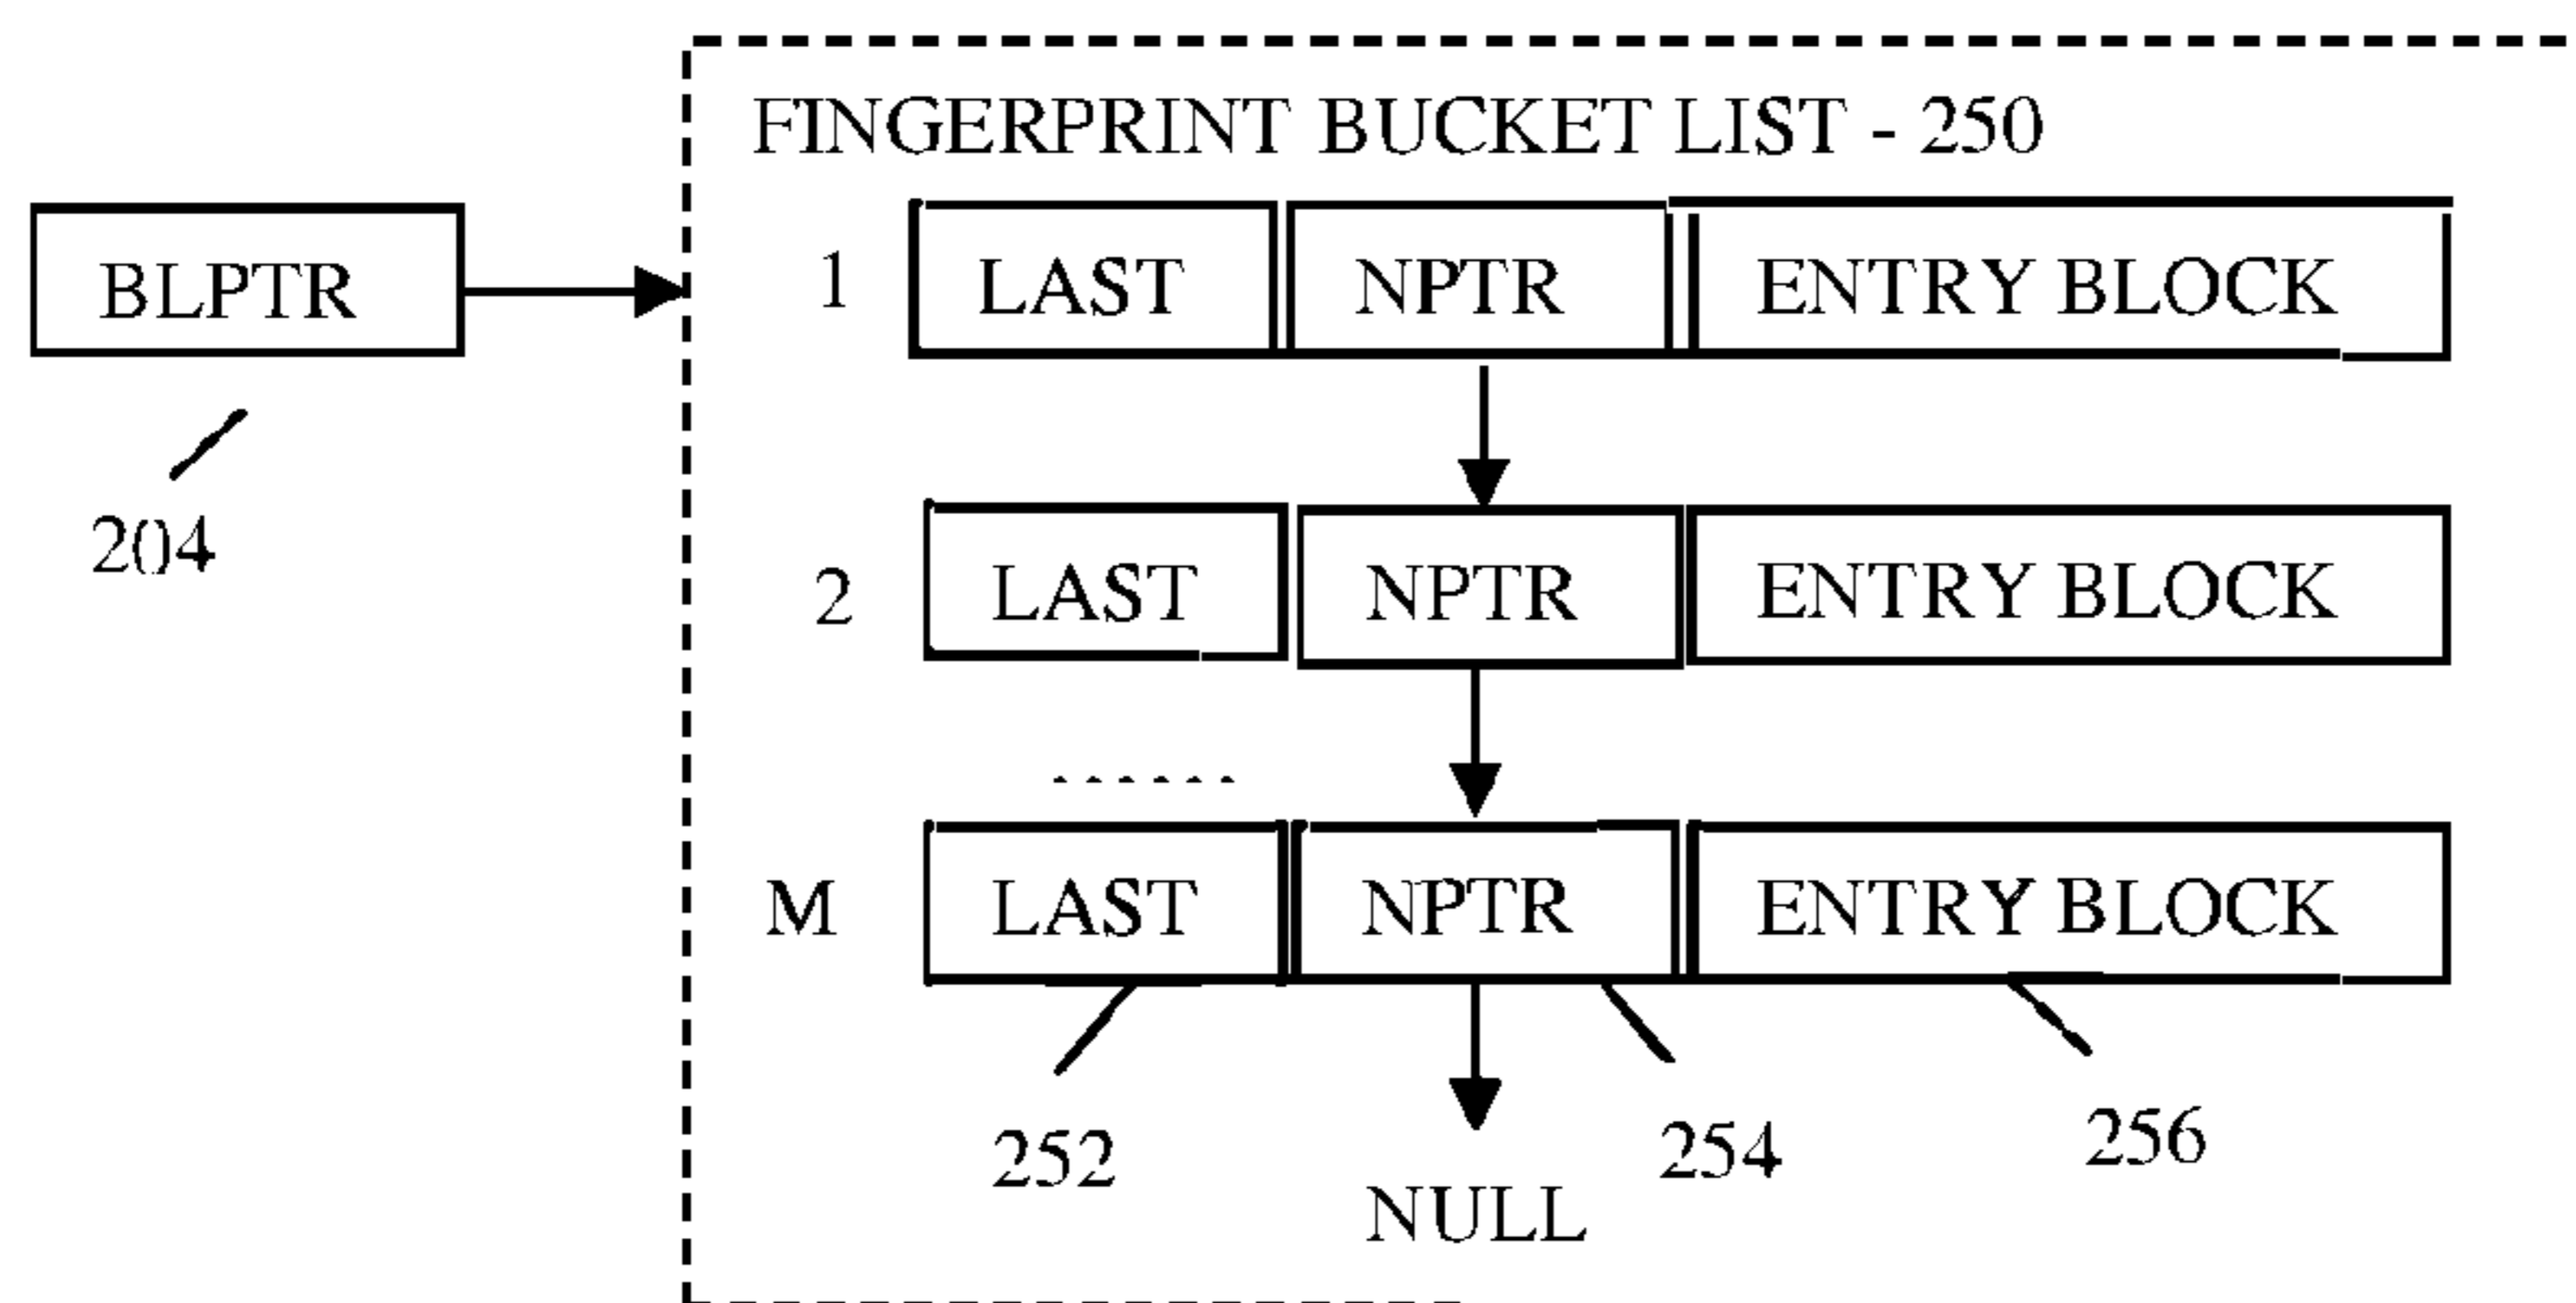 FINGERPRINT BUCKET LIST - 250
BLPTR
1 LAST NPTR ENTRY BLOCK
204
2 LAST NPTR ENTRY BLOCK
......
M LAST NPTR ENTRY BLOCK
252 254 256
NULL